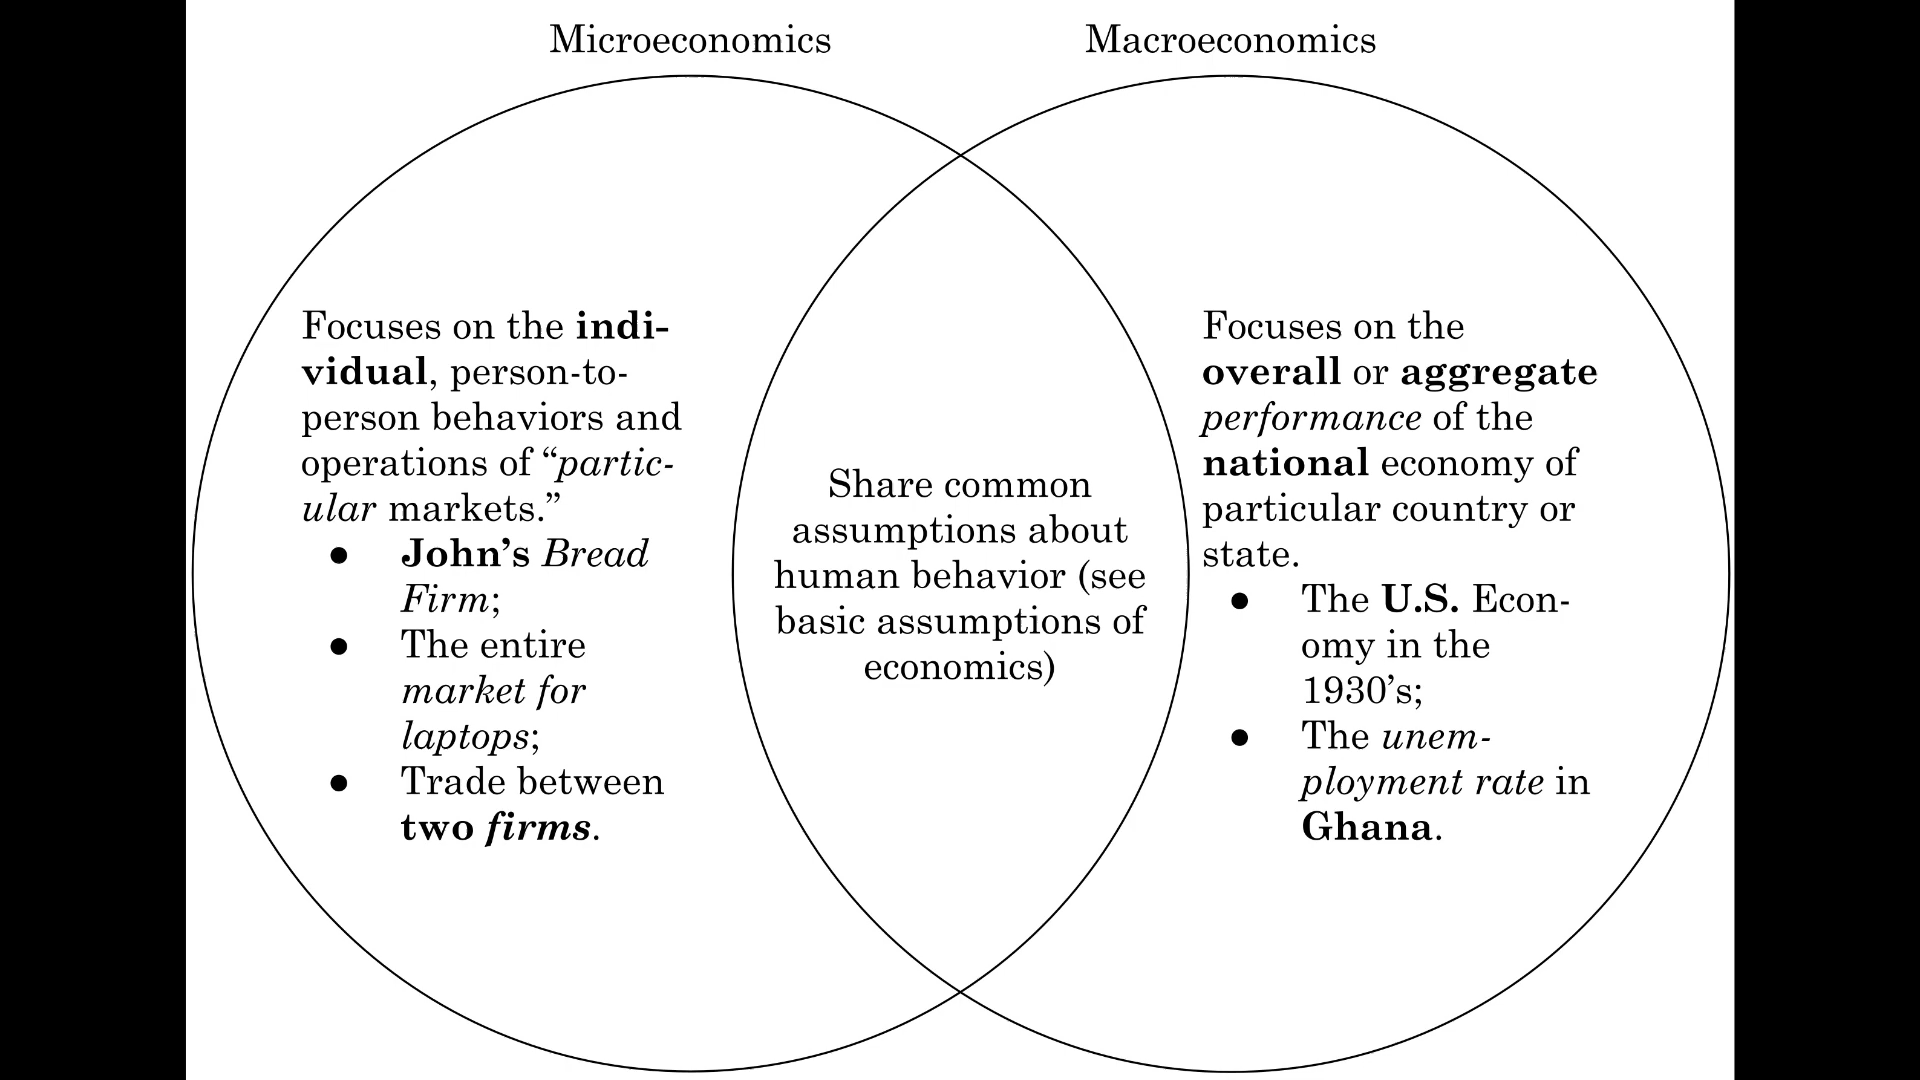 Microeconomics
Macroeconomics
Focuses on the indi-
vidual, person-to-
person behaviors and
operations of “partic-
ular markets.”
● John’s Bread
Firm;
● The entire
market for
laptops;
● Trade between
two firms.
Share common
assumptions about
human behavior (see
basic assumptions of
economics)
Focuses on the
overall or aggregate
performance of the
national economy of
particular country or
state.
● The U.S. Econ-
omy in the
1930’s;
● The unem-
ployment rate in
Ghana.